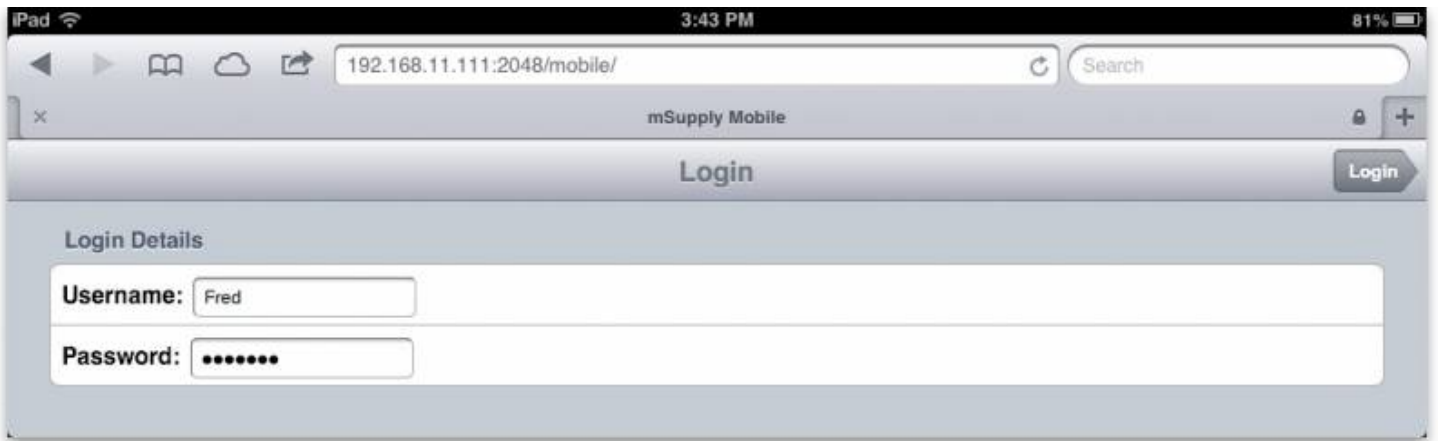 iPad 3:43 PM 81%
192.168.11.111:2048/mobile/ Search
mSupply Mobile
Login Login
Login Details
Username: Fred
Password: •••••••